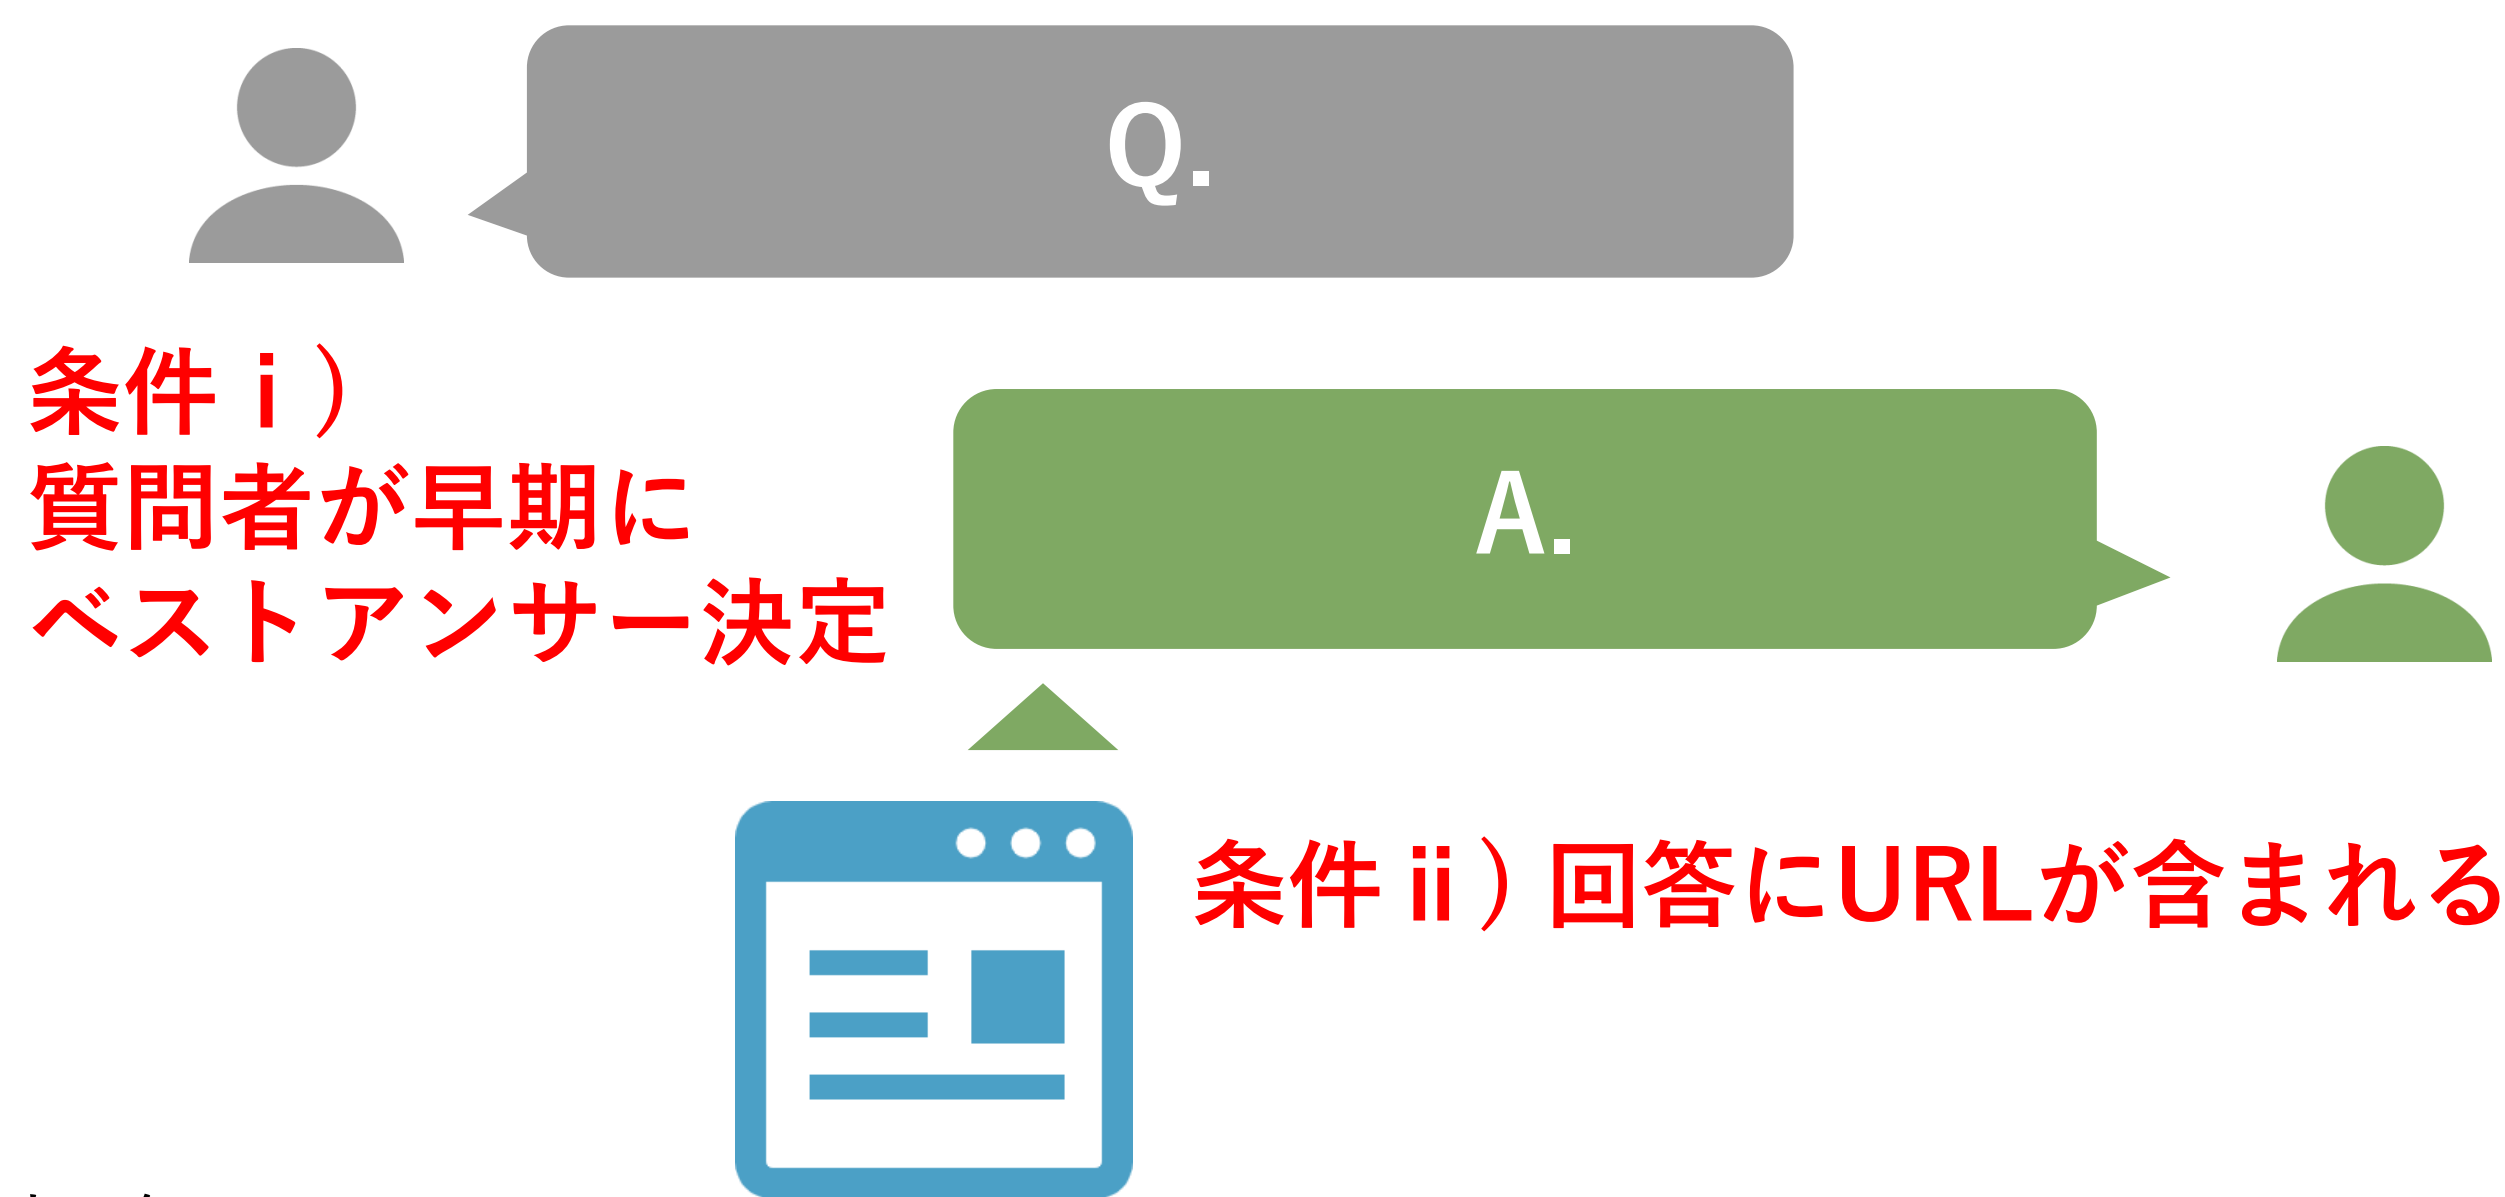 Q.
条件ⅰ）
質問者が早期に
ベストアンサー決定
A.
条件ⅱ）回答にURLが含まれる